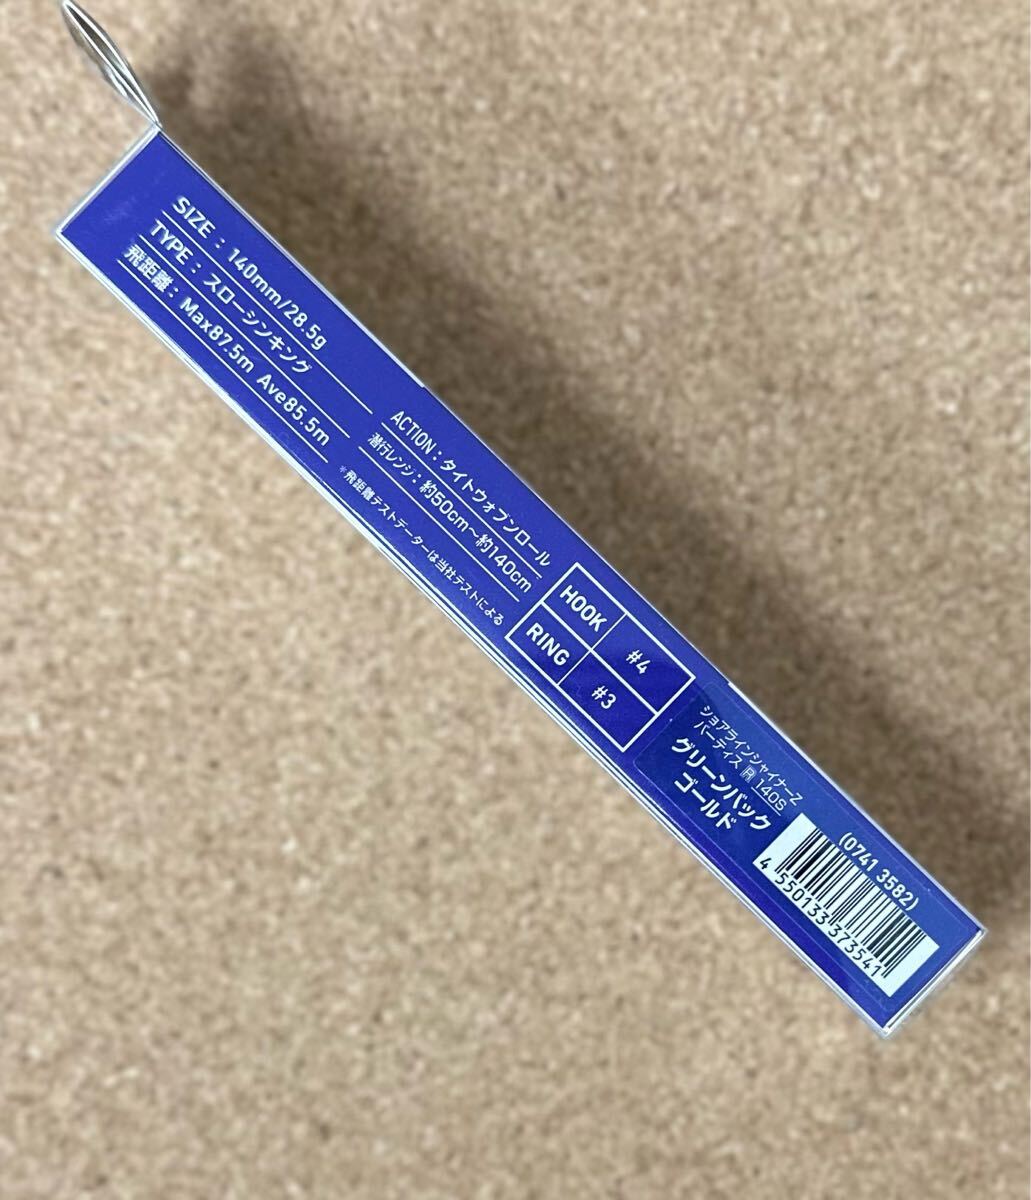 SIZE : 140mm/28.5g
TYPE : スローシンキング
飛距離 : Max87.5m Ave85.5m
ACTION : タイトウォブンロール
潜行レンジ : 約50cm～約140cm
*飛距離テストデーターは当社テストによる
HOOK #4
RING #3
ショアラインシャイナーZ
バーティス R 140S
グリーンバック
ゴールド
(0741 3582)
4 550133 373541